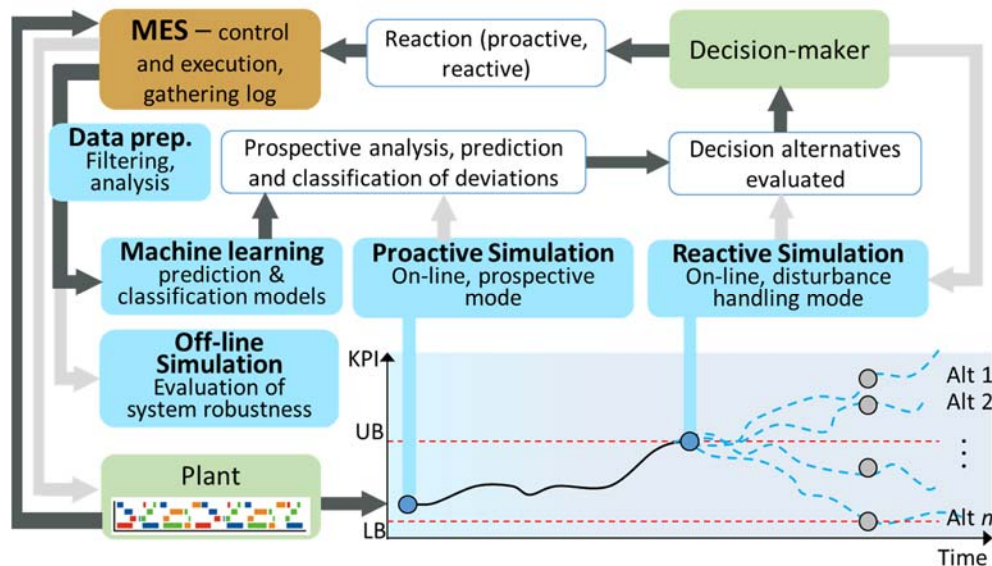 MES – control
and execution,
gathering log
Reaction (proactive,
reactive)
Decision-maker
Data prep.
Filtering,
analysis
Prospective analysis, prediction
and classification of deviations
Decision alternatives
evaluated
Machine learning
prediction &
classification models
Proactive Simulation
On-line, prospective
mode
Reactive Simulation
On-line, disturbance
handling mode
Off-line
Simulation
Evaluation of
system robustness
KPI
Alt 1
Alt 2
UB
⋮
Plant
LB
Alt n
Time